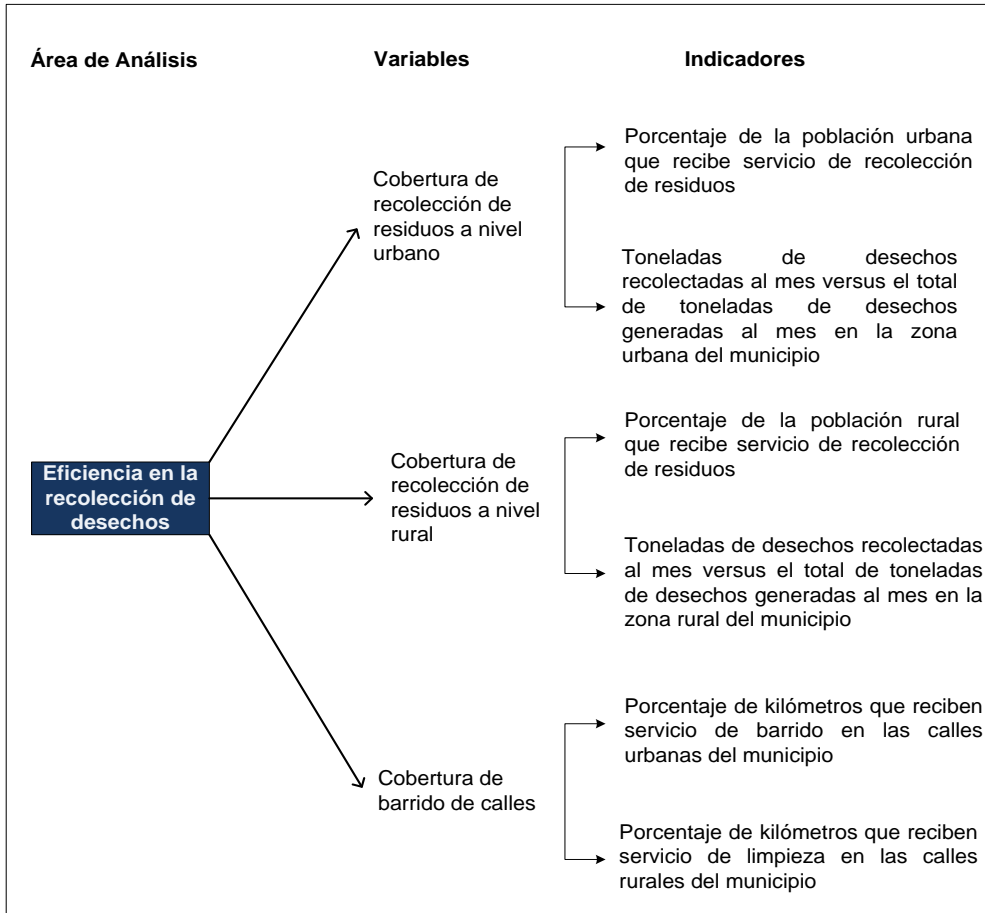 Área de Análisis
Variables
Indicadores
Eficiencia en la
recolección de
desechos
Cobertura de
recolección de
residuos a nivel
urbano
Porcentaje de la población urbana
que recibe servicio de recolección
de residuos
Toneladas de desechos
recolectadas al mes versus el total
de toneladas de desechos
generadas al mes en la zona
urbana del municipio
Cobertura de
recolección de
residuos a nivel
rural
Porcentaje de la población rural
que recibe servicio de recolección
de residuos
Toneladas de desechos recolectadas
al mes versus el total de toneladas
de desechos generadas al mes en la
zona rural del municipio
Cobertura de
barrido de calles
Porcentaje de kilómetros que reciben
servicio de barrido en las calles
urbanas del municipio
Porcentaje de kilómetros que reciben
servicio de limpieza en las calles
rurales del municipio